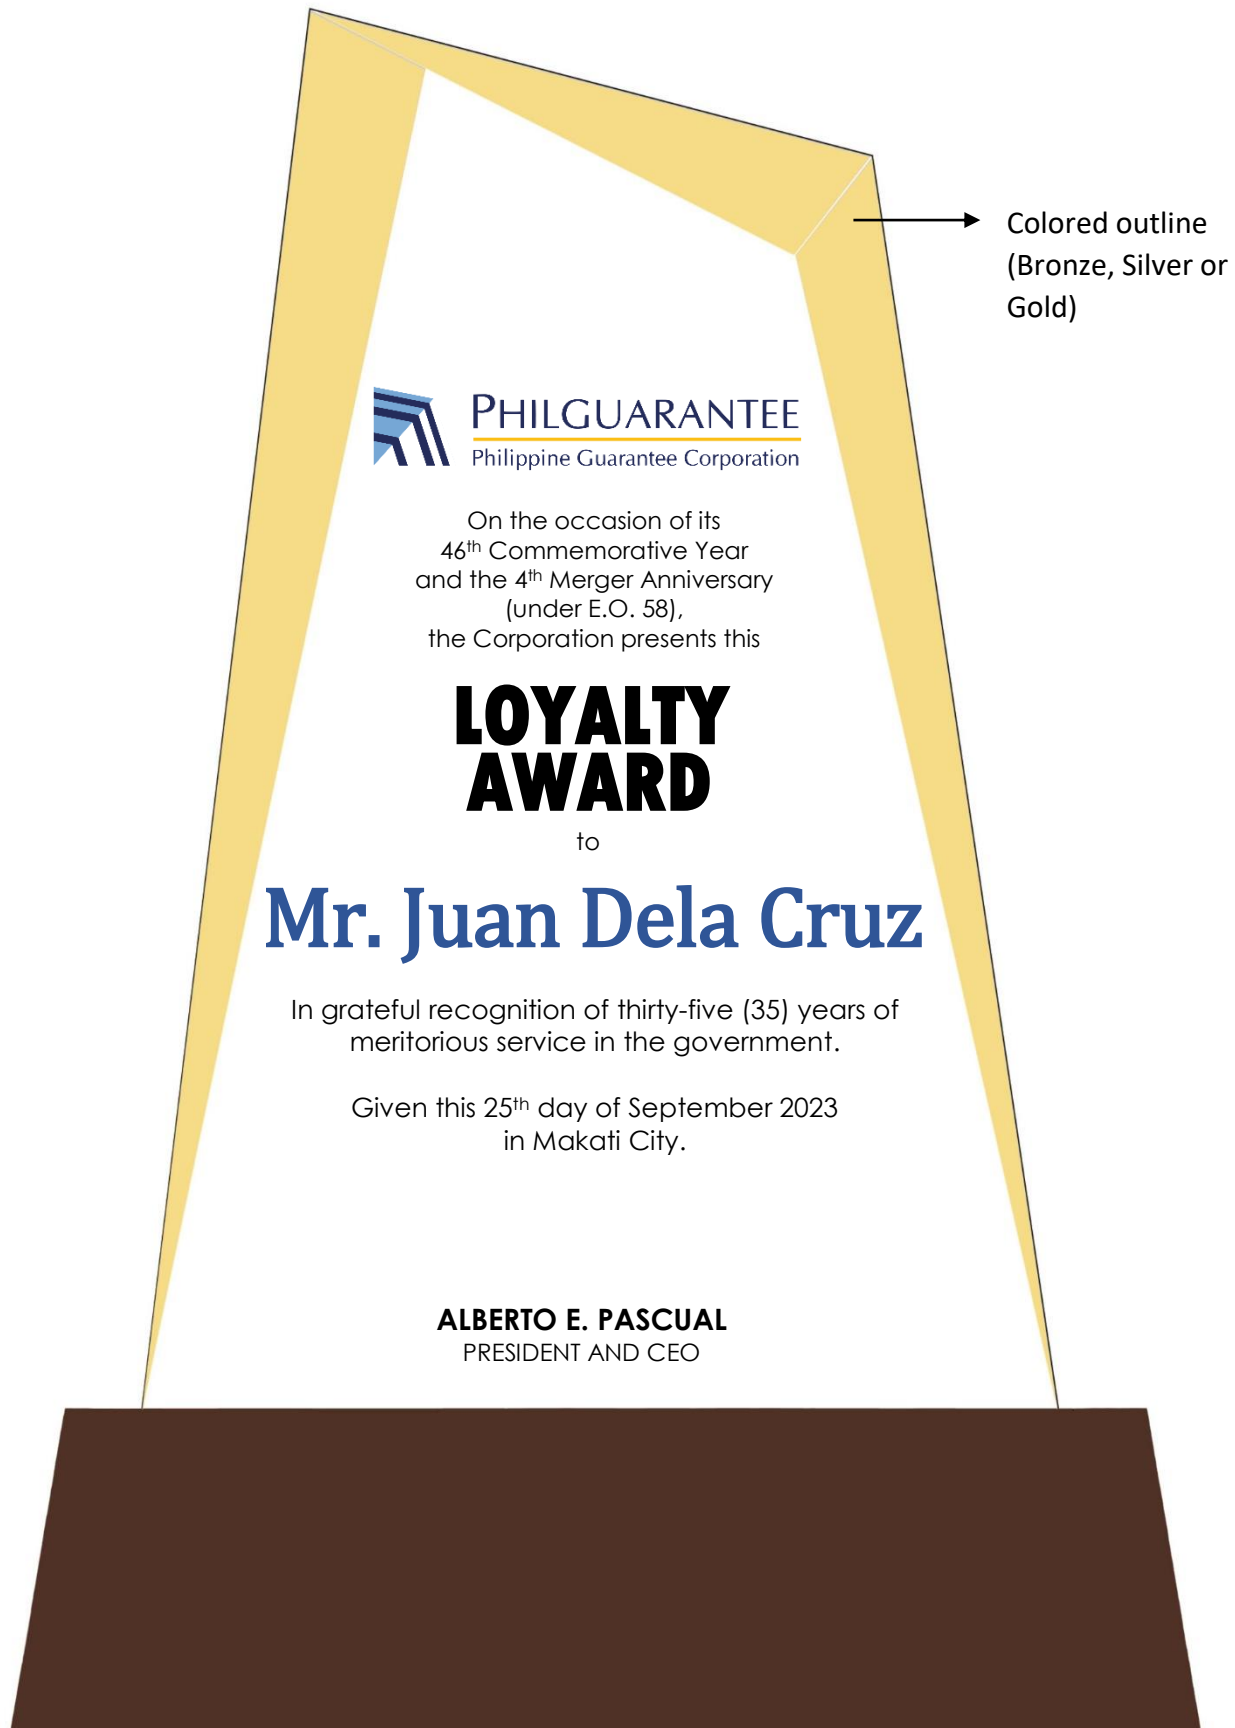 Colored outline
(Bronze, Silver or
Gold)
PHILGUARANTEE
Philippine Guarantee Corporation
On the occasion of its
46th Commemorative Year
and the 4th Merger Anniversary
(under E.O. 58),
the Corporation presents this
LOYALTY
AWARD
to
Mr. Juan Dela Cruz
In grateful recognition of thirty-five (35) years of
meritorious service in the government.
Given this 25th day of September 2023
in Makati City.
ALBERTO E. PASCUAL
PRESIDENT AND CEO